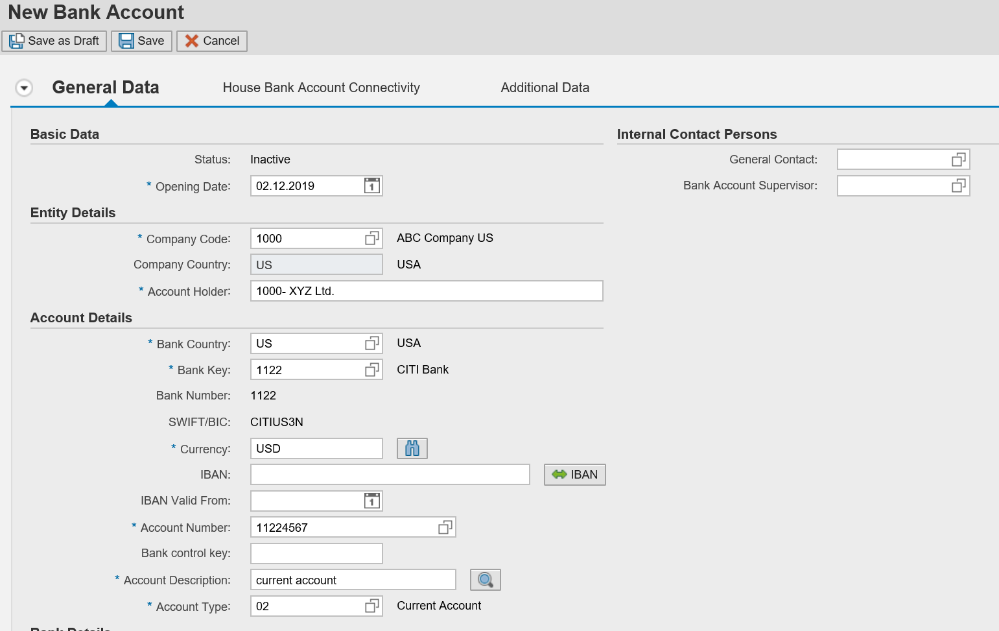 New Bank Account
Save as Draft Save Cancel
General Data House Bank Account Connectivity Additional Data
Basic Data
Status: Inactive
* Opening Date: 02.12.2019 1
Entity Details
* Company Code: 1000 ABC Company US
Company Country: US USA
* Account Holder: 1000- XYZ Ltd.
Account Details
* Bank Country: US USA
* Bank Key: 1122 CITI Bank
Bank Number: 1122
SWIFT/BIC: CITIUS3N
* Currency: USD
IBAN: IBAN
IBAN Valid From: 1
* Account Number: 11224567
Bank control key:
* Account Description: current account
* Account Type: 02 Current Account
Bank Details
Internal Contact Persons
General Contact:
Bank Account Supervisor: